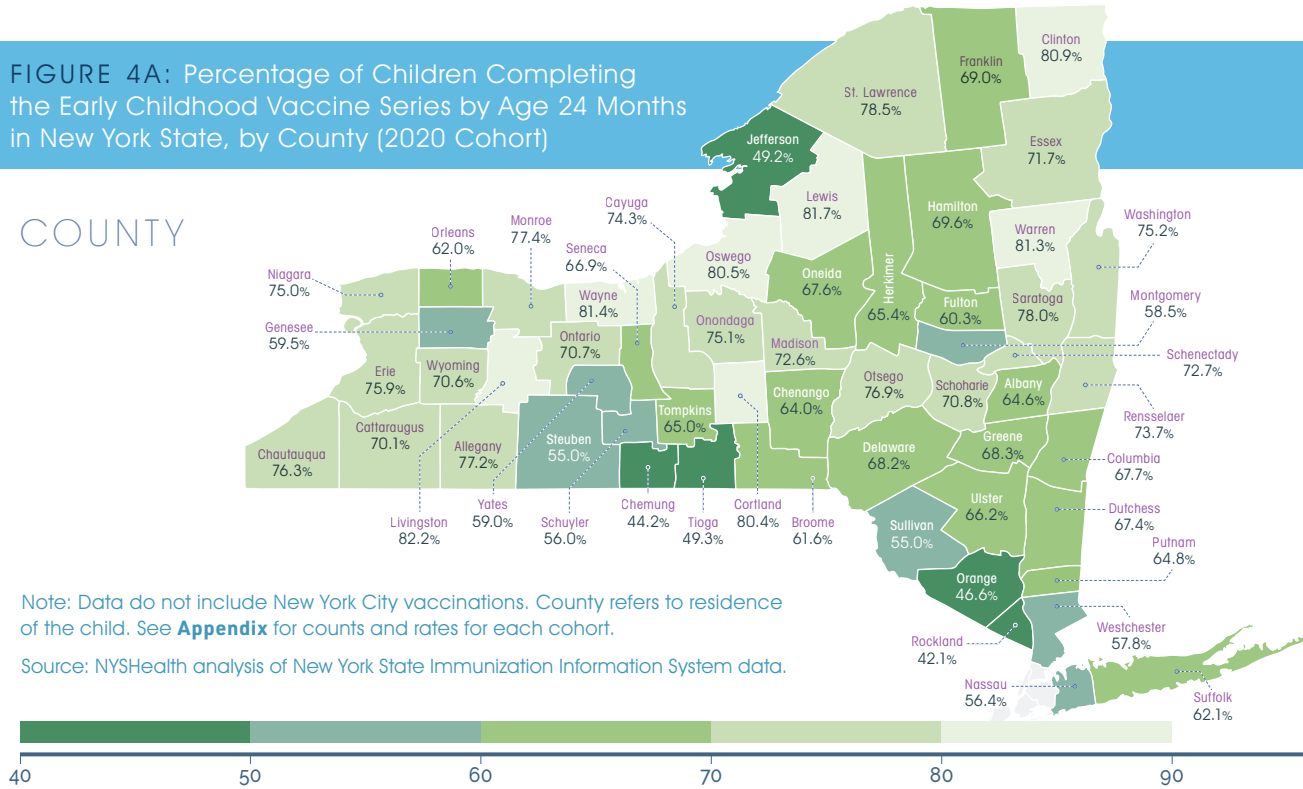 FIGURE 4A: Percentage of Children Completing
the Early Childhood Vaccine Series by Age 24 Months
in New York State, by County (2020 Cohort)
COUNTY
Clinton
80.9%
Franklin
69.0%
St. Lawrence
78.5%
Jefferson
49.2%
Essex
71.7%
Lewis
81.7%
Hamilton
69.6%
Warren
81.3%
Washington
75.2%
Cayuga
74.3%
Monroe
77.4%
Orleans
62.0%
Seneca
66.9%
Oswego
80.5%
Niagara
75.0%
Oneida
67.6%
Herkimer
65.4%
Wayne
81.4%
Fulton
60.3%
Saratoga
78.0%
Montgomery
58.5%
Genesee
59.5%
Onondaga
75.1%
Ontario
70.7%
Madison
72.6%
Schenectady
72.7%
Erie
75.9%
Wyoming
70.6%
Otsego
76.9%
Schoharie
70.8%
Albany
64.6%
Chenango
64.0%
Tompkins
65.0%
Rensselaer
73.7%
Cattaraugus
70.1%
Allegany
77.2%
Steuben
55.0%
Chautauqua
76.3%
Delaware
68.2%
Greene
68.3%
Columbia
67.7%
Livingston
82.2%
Yates
59.0%
Schuyler
56.0%
Chemung
44.2%
Tioga
49.3%
Cortland
80.4%
Broome
61.6%
Ulster
66.2%
Dutchess
67.4%
Sullivan
55.0%
Putnam
64.8%
Orange
46.6%
Westchester
57.8%
Rockland
42.1%
Nassau
56.4%
Suffolk
62.1%
Note: Data do not include New York City vaccinations. County refers to residence
of the child. See Appendix for counts and rates for each cohort.
Source: NYSHealth analysis of New York State Immunization Information System data.
40 50 60 70 80 90